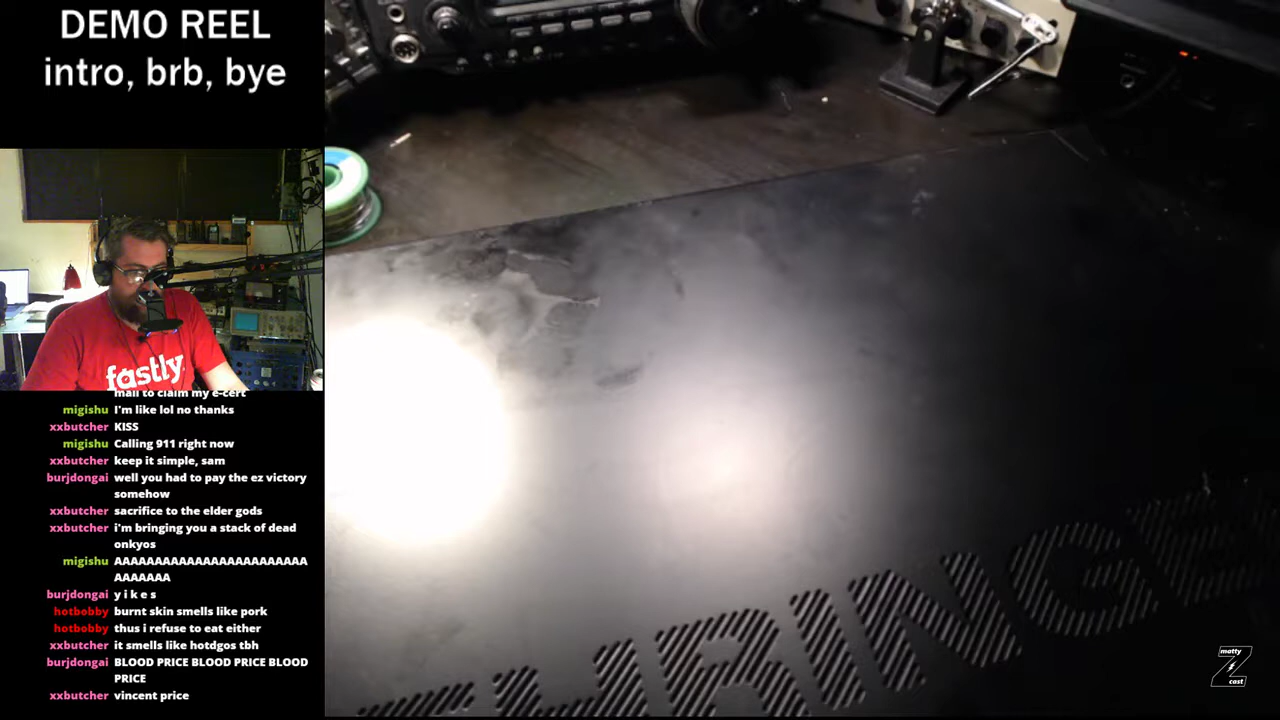 DEMO REEL
intro, brb, bye
fastly.
mail to claim my e-cert
migishu I'm like lol no thanks
xxbutcher KISS
migishu Calling 911 right now
xxbutcher keep it simple, sam
burjdongai well you had to pay the ez victory
somehow
xxbutcher sacrifice to the elder gods
xxbutcher i'm bringing you a stack of dead
onkyos
migishu AAAAAAAAAAAAAAAAAAAAAAAA
AAAAAAA
burjdongai y i k e s
hotbobby burnt skin smells like pork
hotbobby thus i refuse to eat either
xxbutcher it smells like hotdgos tbh
burjdongai BLOOD PRICE BLOOD PRICE BLOOD
PRICE
xxbutcher vincent price
matty
Z
cast